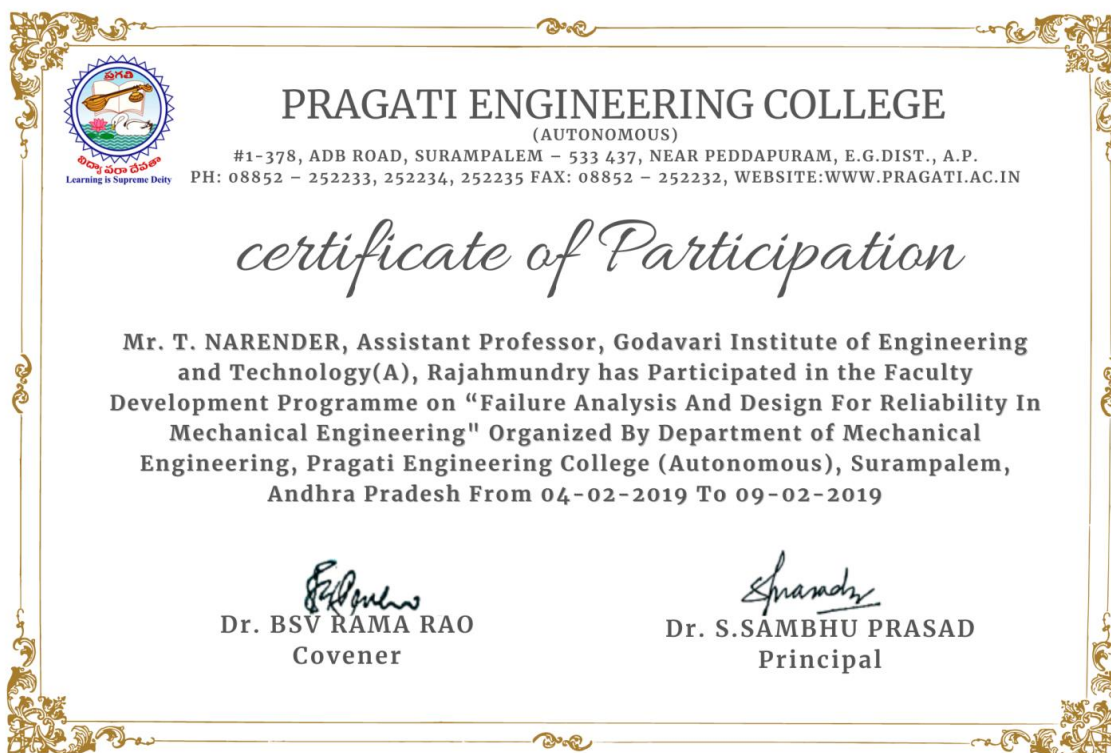 ప్రగతి
విద్యా పరా దేవతా
Learning is Supreme Deity
PRAGATI ENGINEERING COLLEGE
(AUTONOMOUS)
#1-378, ADB ROAD, SURAMPALEM – 533 437, NEAR PEDDAPURAM, E.G.DIST., A.P.
PH: 08852 – 252233, 252234, 252235 FAX: 08852 – 252232, WEBSITE:WWW.PRAGATI.AC.IN
certificate of Participation
Mr. T. NARENDER, Assistant Professor, Godavari Institute of Engineering
and Technology(A), Rajahmundry has Participated in the Faculty
Development Programme on “Failure Analysis And Design For Reliability In
Mechanical Engineering" Organized By Department of Mechanical
Engineering, Pragati Engineering College (Autonomous), Surampalem,
Andhra Pradesh From 04-02-2019 To 09-02-2019
Dr. BSV RAMA RAO
Covener
Dr. S.SAMBHU PRASAD
Principal